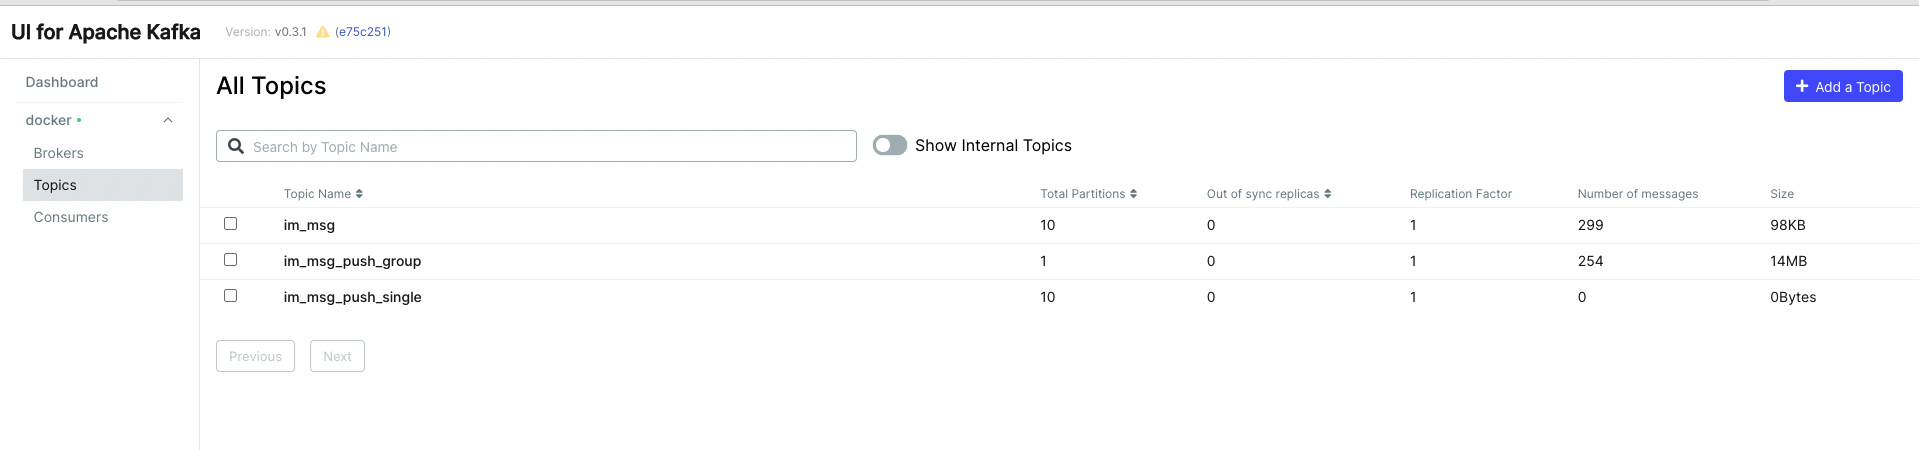 UI for Apache Kafka Version: v0.3.1 (e75c251)
Dashboard
docker
Brokers
Topics
Consumers
All Topics
Add a Topic
Search by Topic Name
Show Internal Topics
Topic Name Total Partitions Out of sync replicas Replication Factor Number of messages Size
im_msg 10 0 1 299 98KB
im_msg_push_group 1 0 1 254 14MB
im_msg_push_single 10 0 1 0 0Bytes
Previous Next